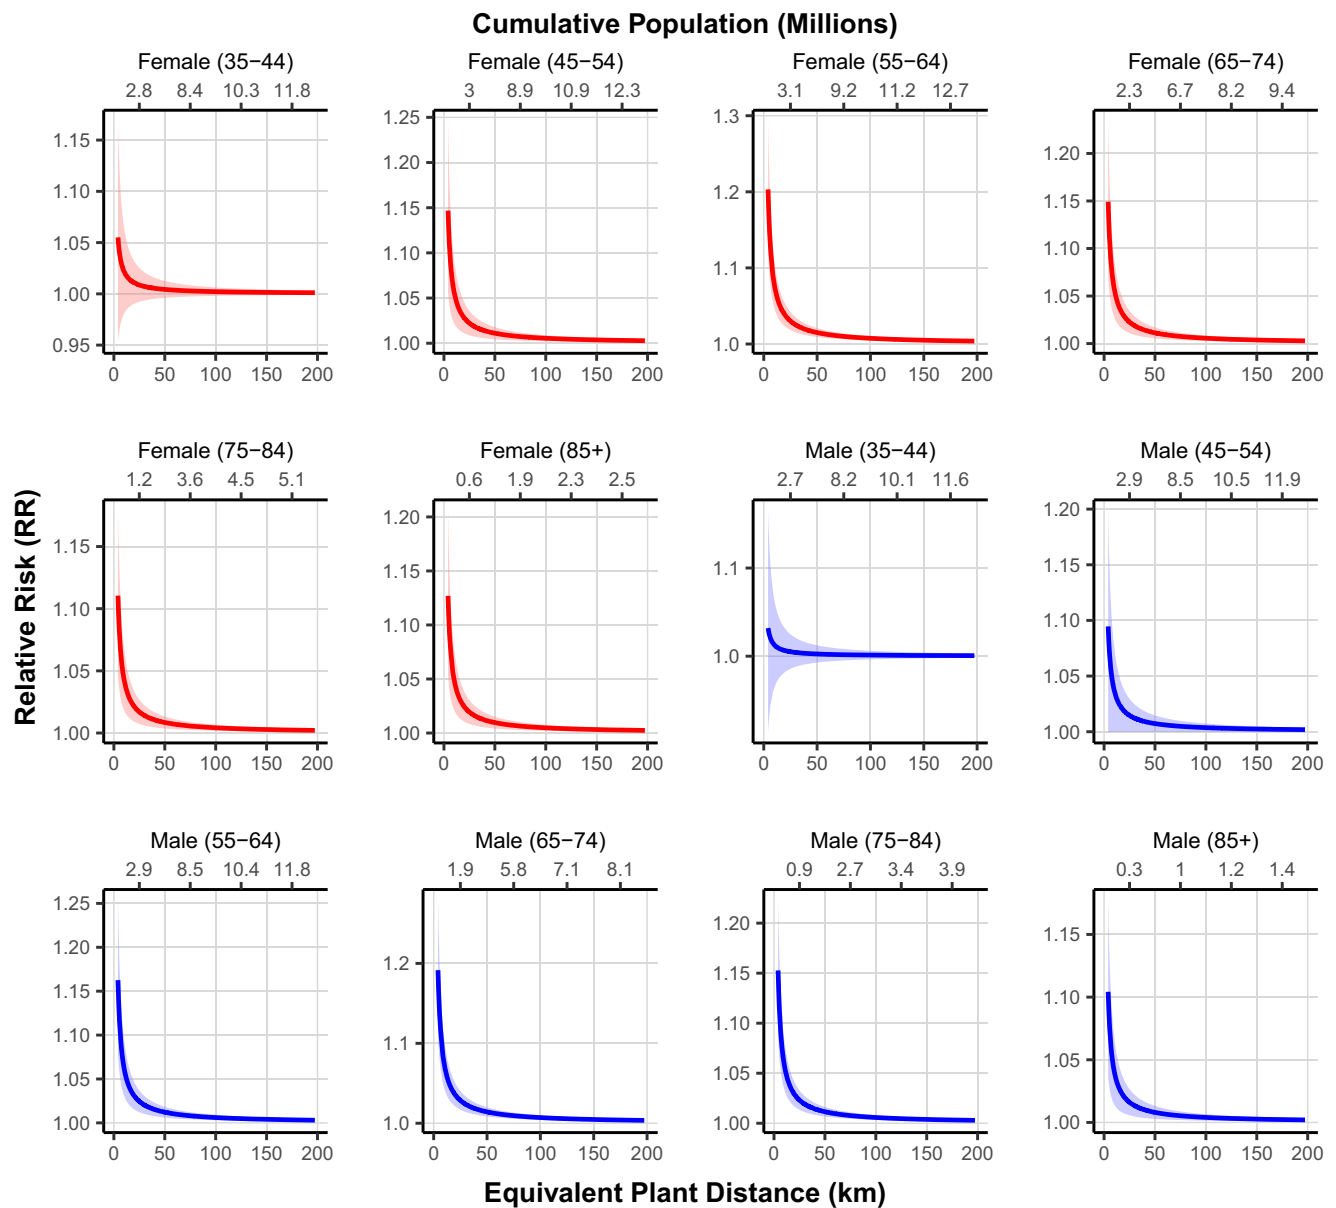 Cumulative Population (Millions)
Female (35−44) Female (45−54) Female (55−64) Female (65−74)
2.8 8.4 10.3 11.8 3 8.9 10.9 12.3 3.1 9.2 11.2 12.7 2.3 6.7 8.2 9.4
1.15
1.10
1.05
1.00
0.95
0 50 100 150 200
1.25
1.20
1.15
1.10
1.05
1.00
0 50 100 150 200
1.3
1.2
1.1
1.0
0 50 100 150 200
1.20
1.15
1.10
1.05
1.00
0 50 100 150 200
Relative Risk (RR)
Female (75−84) Female (85+) Male (35−44) Male (45−54)
1.2 3.6 4.5 5.1 0.6 1.9 2.3 2.5 2.7 8.2 10.1 11.6 2.9 8.5 10.5 11.9
1.15
1.10
1.05
1.00
0 50 100 150 200
1.20
1.15
1.10
1.05
1.00
0 50 100 150 200
1.1
1.0
0 50 100 150 200
1.20
1.15
1.10
1.05
1.00
0 50 100 150 200
Male (55−64) Male (65−74) Male (75−84) Male (85+)
2.9 8.5 10.4 11.8 1.9 5.8 7.1 8.1 0.9 2.7 3.4 3.9 0.3 1 1.2 1.4
1.25
1.20
1.15
1.10
1.05
1.00
0 50 100 150 200
1.2
1.1
1.0
0 50 100 150 200
1.20
1.15
1.10
1.05
1.00
0 50 100 150 200
1.15
1.10
1.05
1.00
0 50 100 150 200
Equivalent Plant Distance (km)